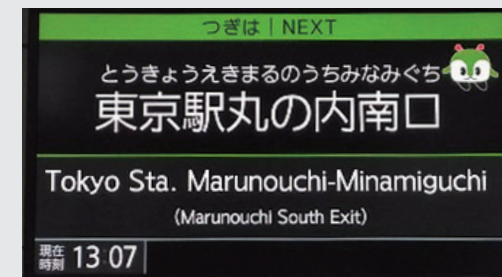 つぎは | NEXT
とうきょうえきまるのうちみなみぐち
東京駅丸の内南口
Tokyo Sta. Marunouchi-Minamiguchi
(Marunouchi South Exit)
現在時刻 13:07